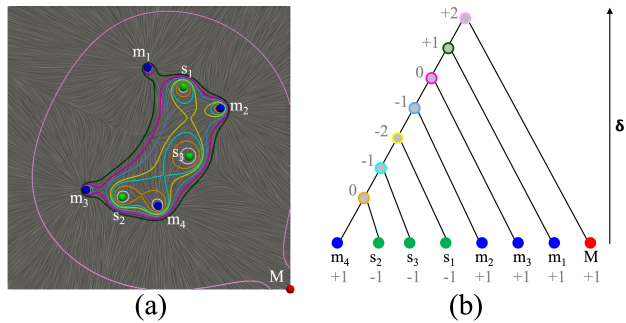 m1
s1
m2
s3
m3
s2
m4
M
(a)
+2
+1
0
-1
-2
-1
0
δ
m4 s2 s3 s1 m2 m3 m1 M
+1 -1 -1 -1 +1 +1 +1 +1
(b)